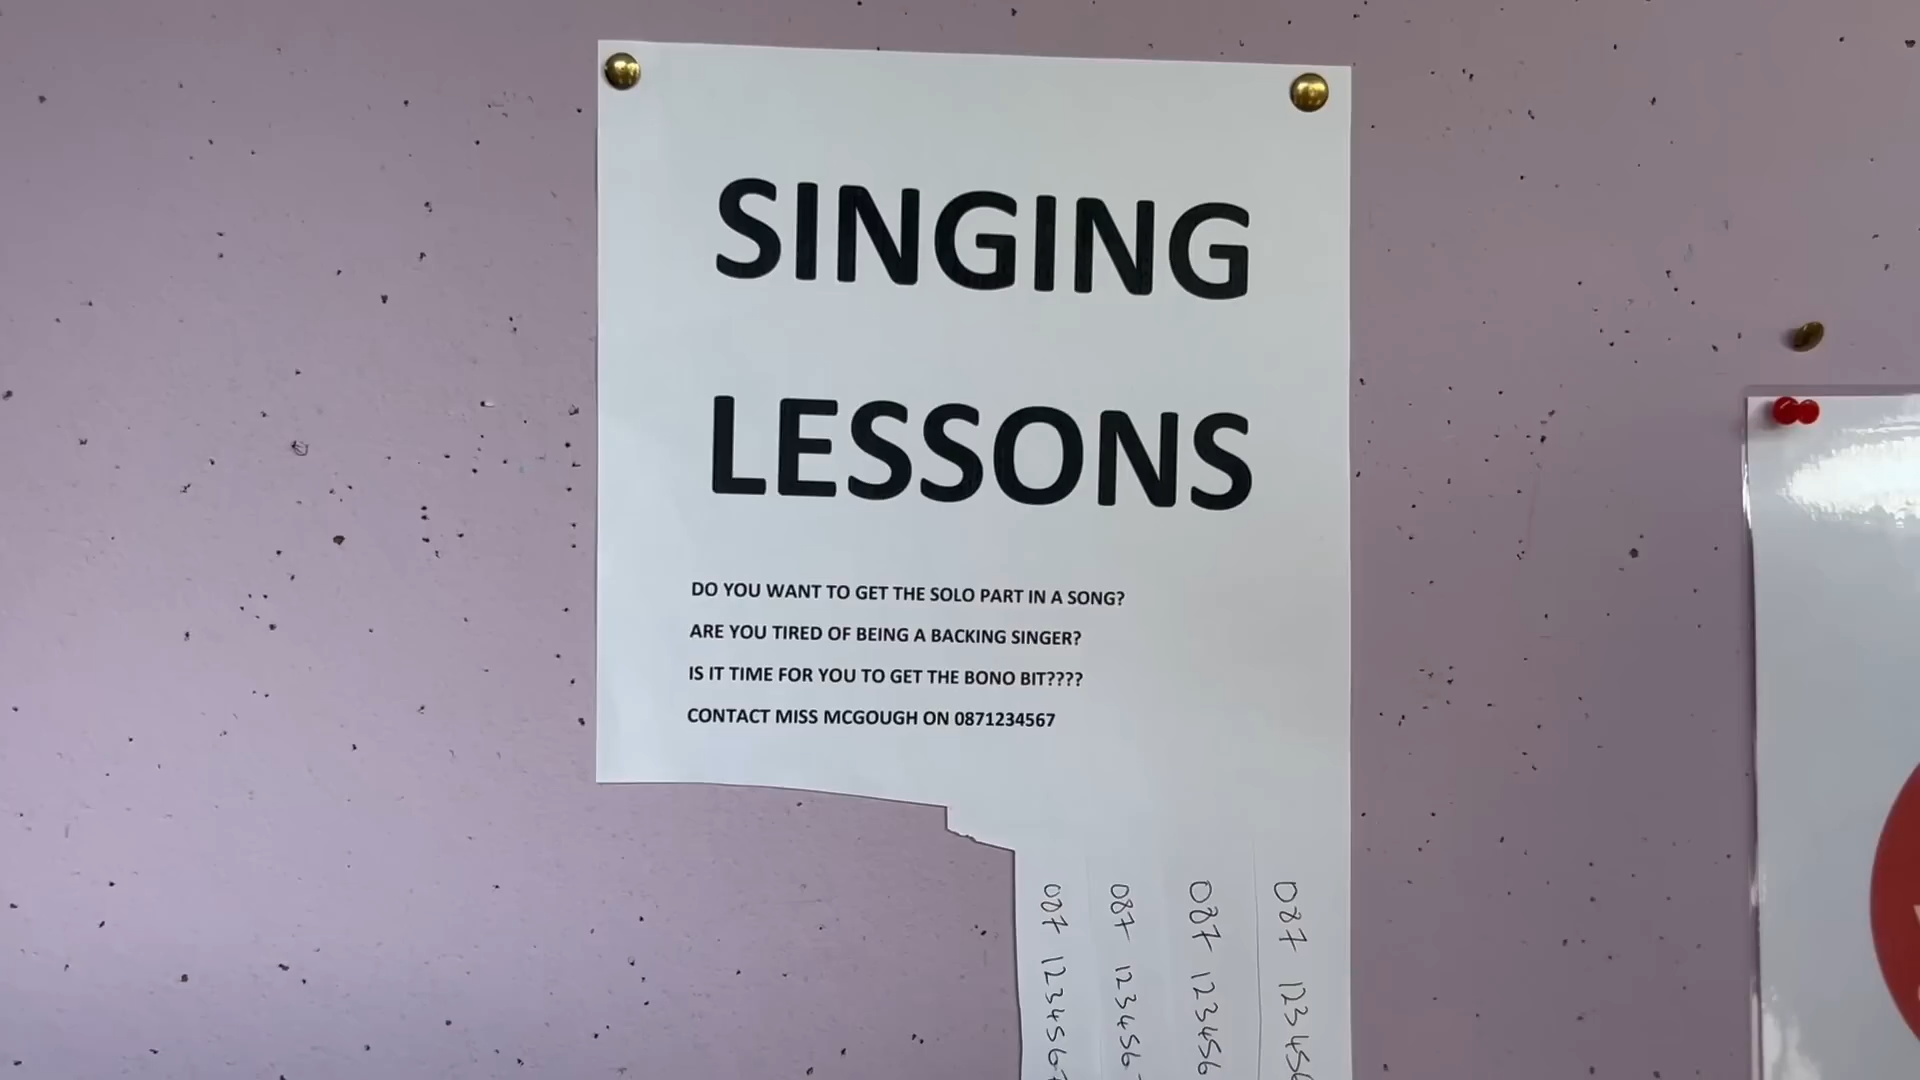 SINGING
LESSONS
DO YOU WANT TO GET THE SOLO PART IN A SONG?
ARE YOU TIRED OF BEING A BACKING SINGER?
IS IT TIME FOR YOU TO GET THE BONO BIT????
CONTACT MISS MCGOUGH ON 0871234567
087 1234567
087 1234567
087 123456
087 123456